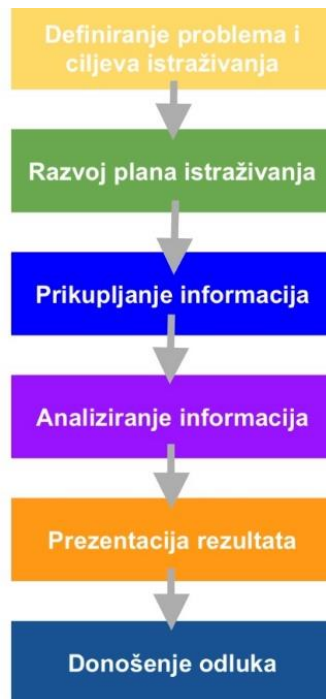 Definiranje problema i
ciljeva istraživanja
Razvoj plana istraživanja
Prikupljanje informacija
Analiziranje informacija
Prezentacija rezultata
Donošenje odluka